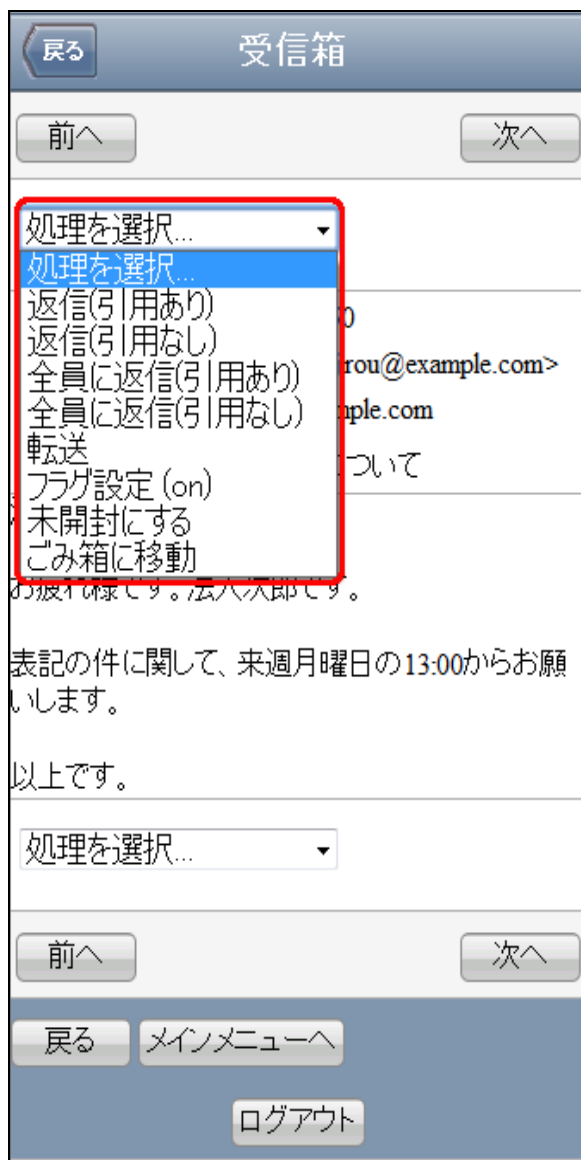 戻る
受信箱
前へ
次へ
処理を選択...
処理を選択...
返信(引用あり)
返信(引用なし)
全員に返信(引用あり)
全員に返信(引用なし)
転送
フラグ設定(on)
未開封にする
ごみ箱に移動
0
rou@example.com>
mple.com
ついて
お疲れ様です。法人次郎です。
表記の件に関して、来週月曜日の13:00からお願
いします。
以上です。
処理を選択...
前へ
次へ
戻る
メインメニューへ
ログアウト